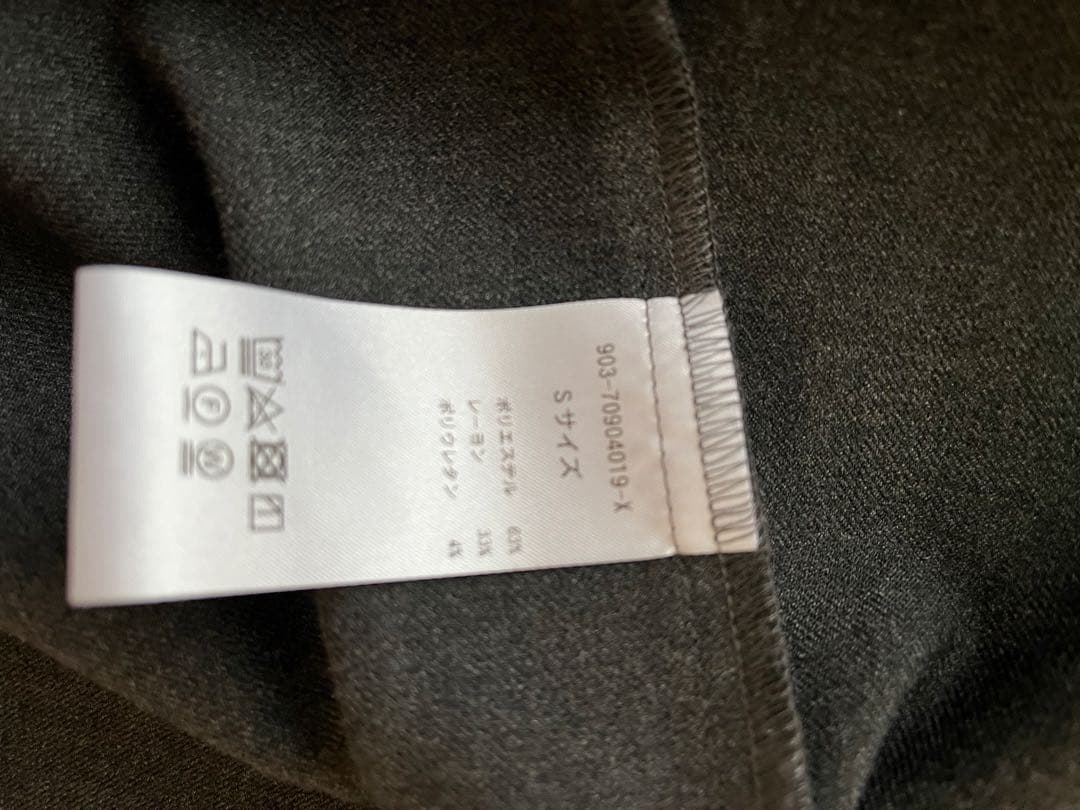 903-70904019-X
Sサイズ
ポリエステル 63%
レーヨン 33%
ポリウレタン 4%
F
W